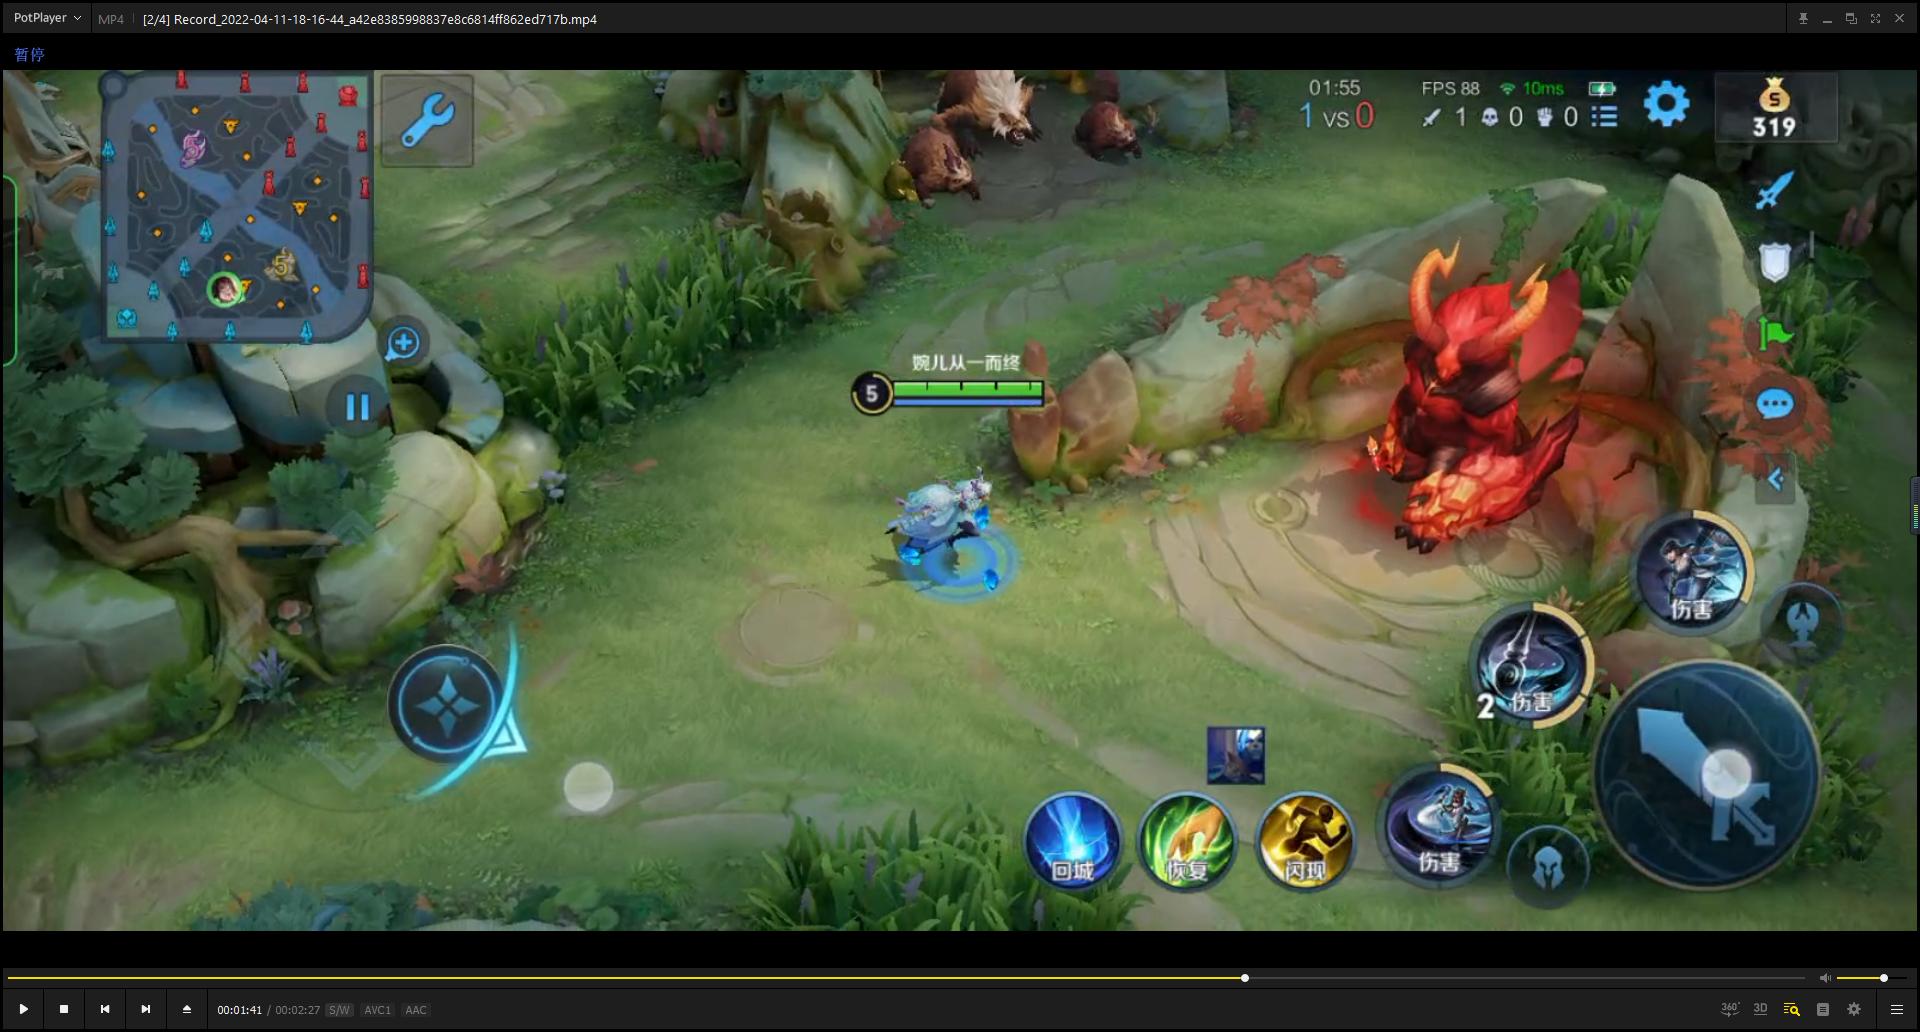 PotPlayer MP4 [2/4] Record_2022-04-11-18-16-44_a42e8385998837e8c6814ff862ed717b.mp4
暂停
01:55 FPS 88 10ms
1 VS 0 1 0 0
S
319
5
5
婉儿从一而终
5
伤害
2 伤害
伤害
回城 恢复 闪现
00:01:41 / 00:02:27 S/W AVC1 AAC 360° 3D